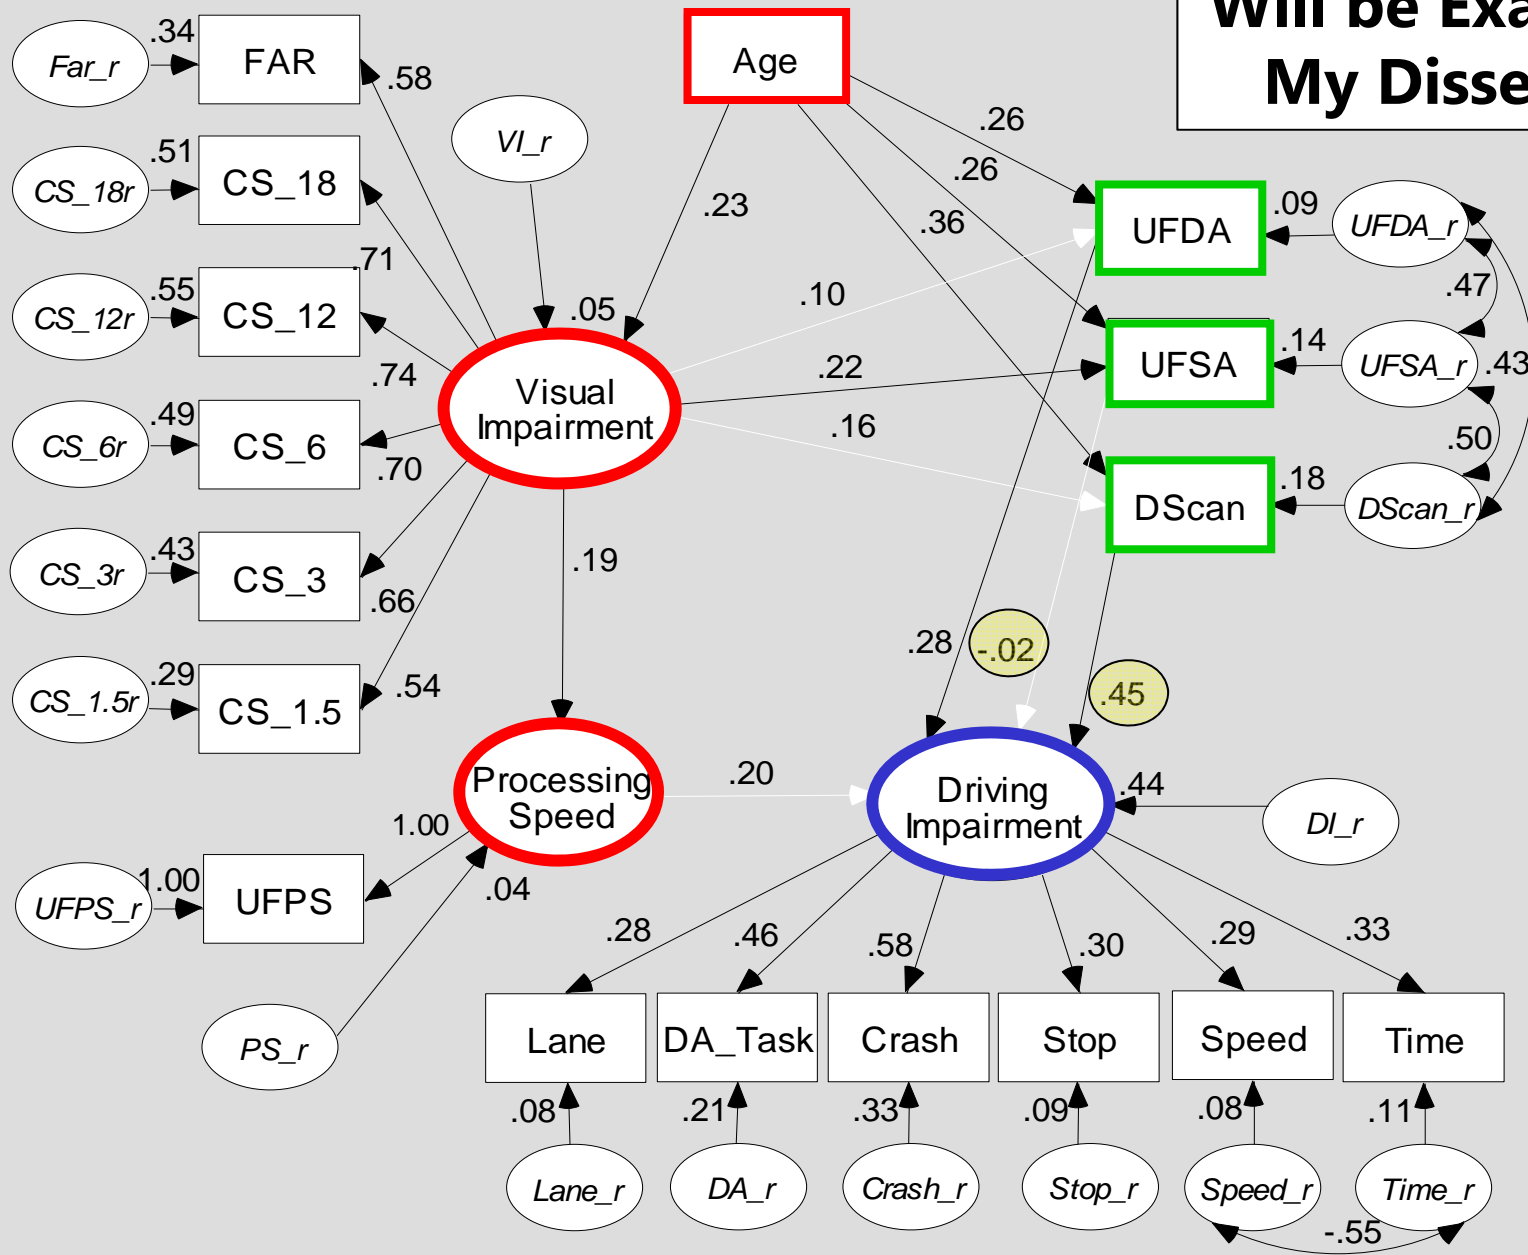 Will be Exa
My Disse
Age
Far_r
.34
FAR
.58
VI_r
.26
.26
.36
.23
CS_18r
.51
CS_18
.71
UFDA
.09
UFDA_r
.47
CS_12r
.55
CS_12
.74
.05
.10
Visual
Impairment
.22
.16
UFSA
.14
UFSA_r
.43
.50
CS_6r
.49
CS_6
.70
DScan
.18
DScan_r
CS_3r
.43
CS_3
.66
.19
.28
-.02
.45
CS_1.5r
.29
CS_1.5
.54
Processing
Speed
.20
Driving
Impairment
.44
DI_r
1.00
UFPS_r
1.00
UFPS
.04
PS_r
.28
.46
.58
.30
.29
.33
Lane
DA_Task
Crash
Stop
Speed
Time
.08
.21
.33
.09
.08
.11
Lane_r
DA_r
Crash_r
Stop_r
Speed_r
Time_r
-.55